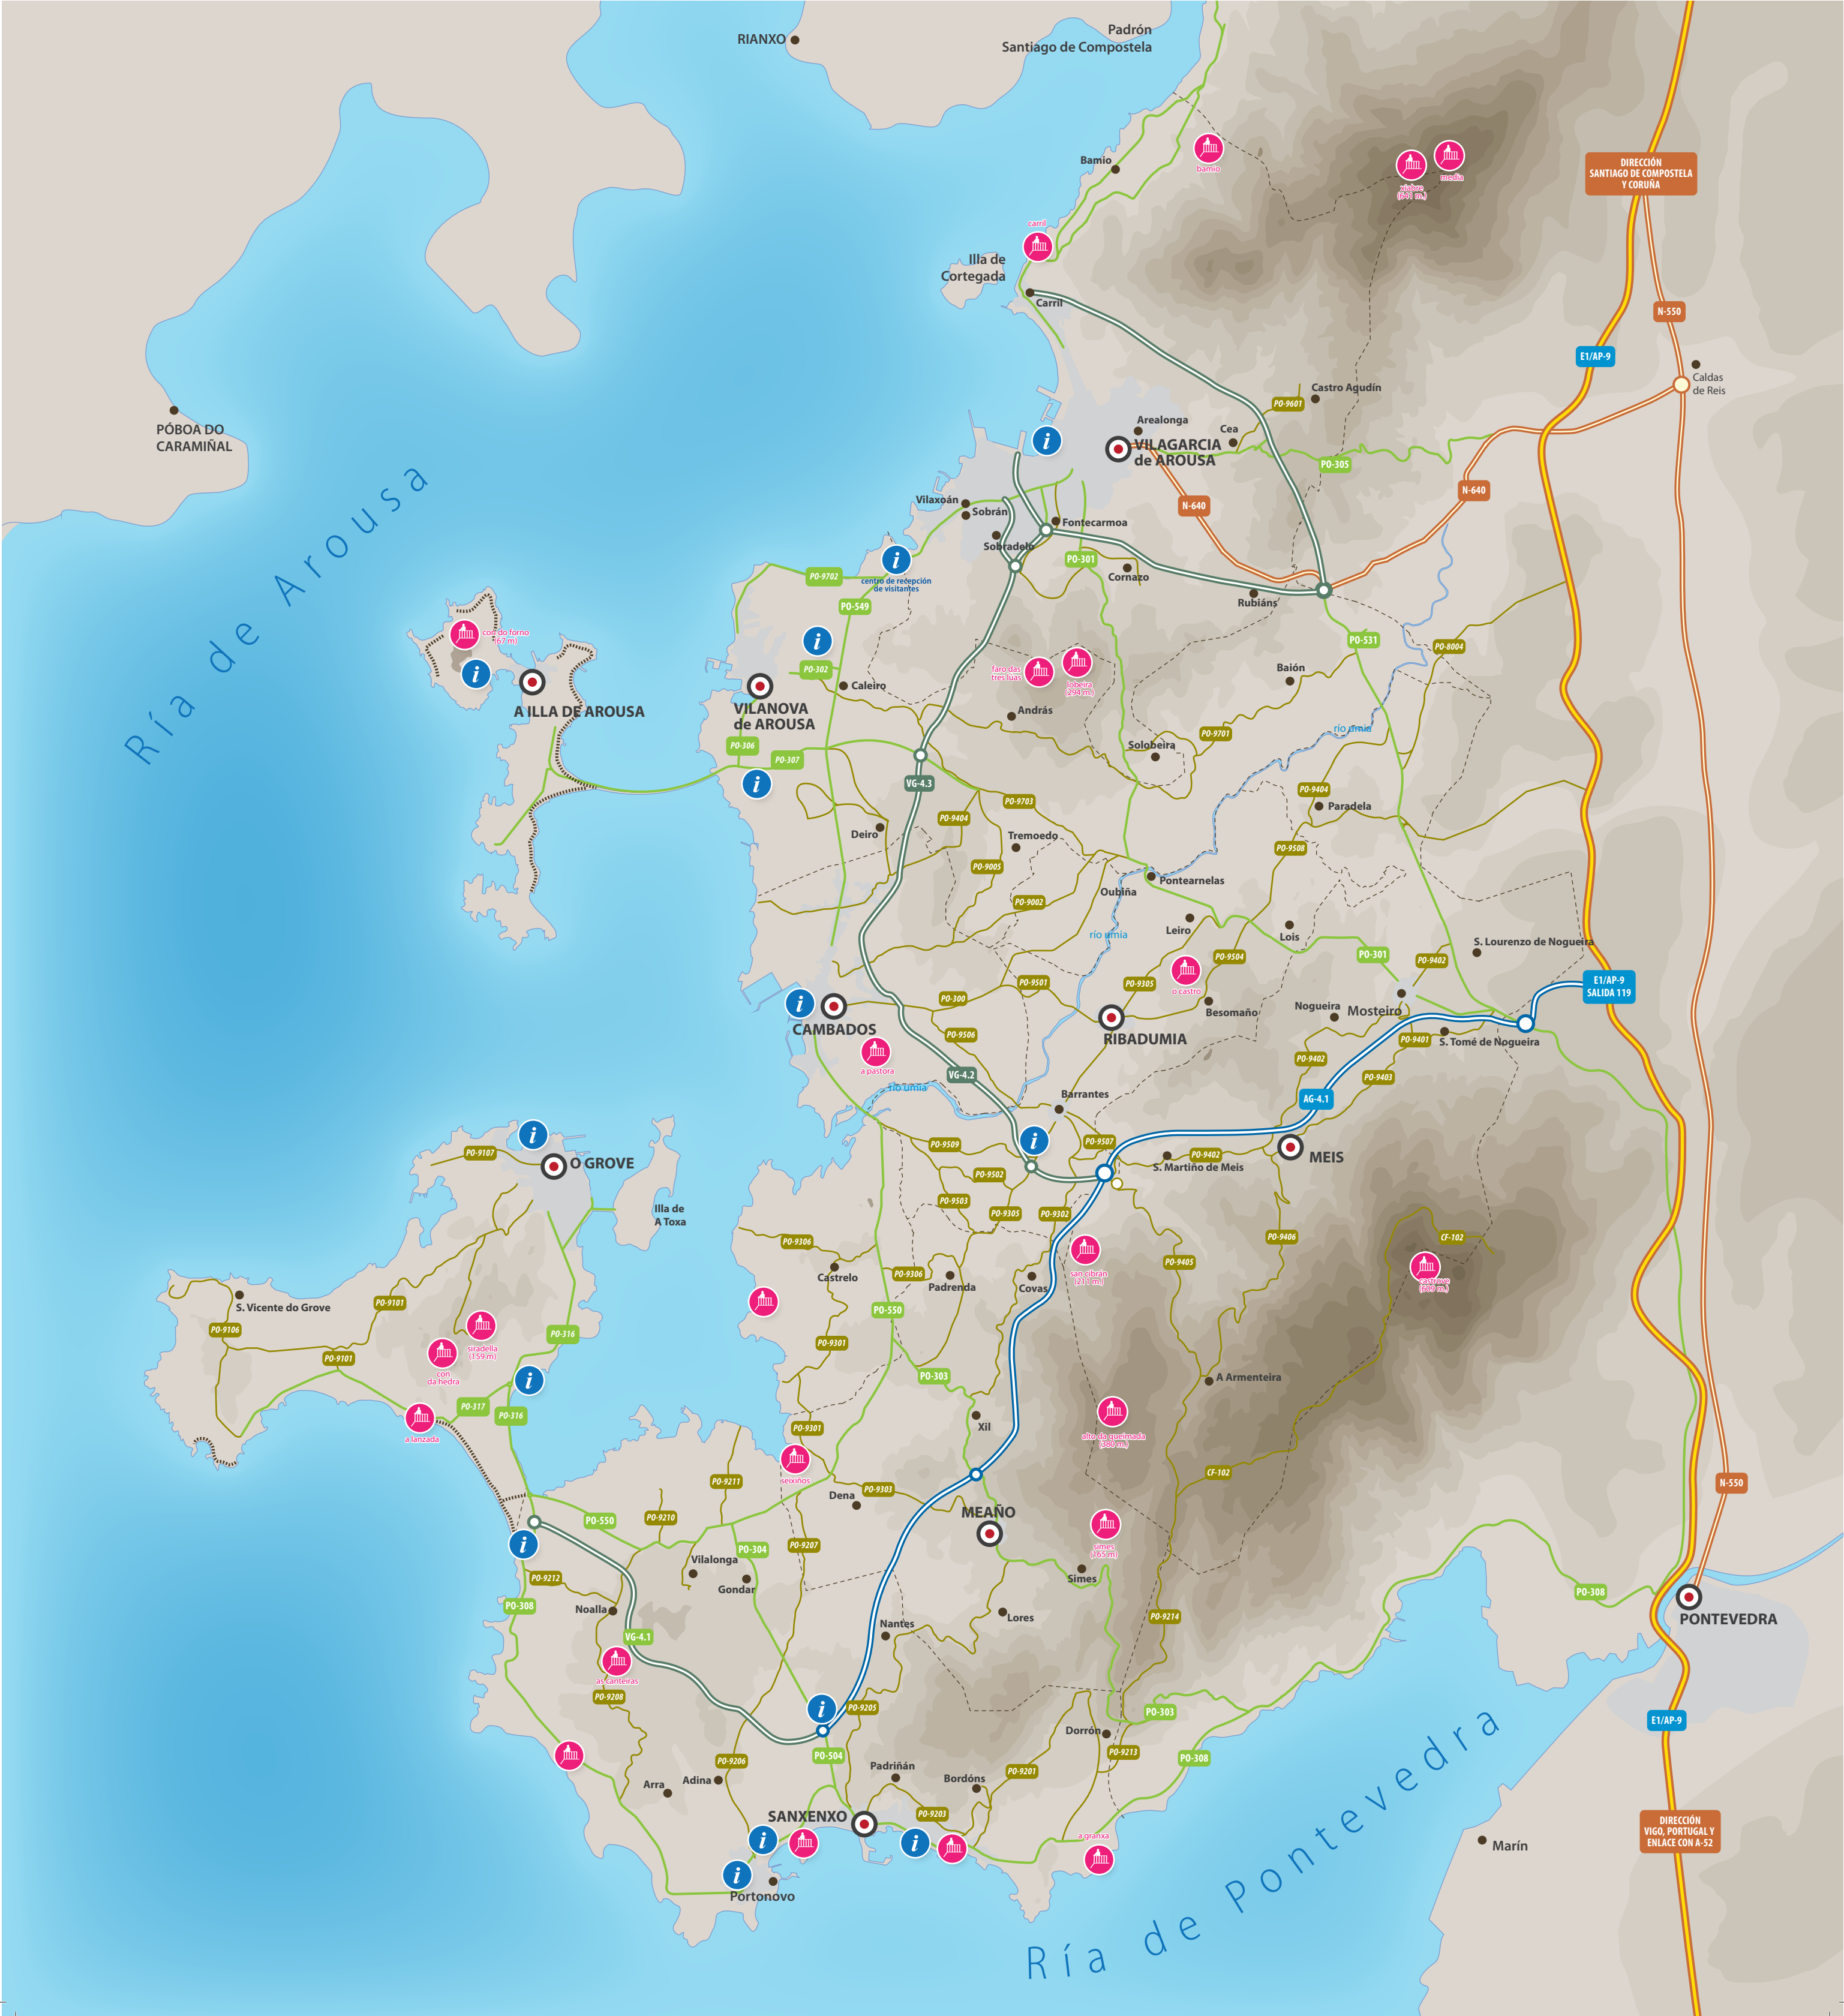 RIANXO
Padrón
Santiago de Compostela
Bamio
bamio
xiabre
(641 m.)
media
DIRECCIÓN
SANTIAGO DE COMPOSTELA
Y CORUÑA
carril
Illa de
Cortegada
Carril
N-550
E1/AP-9
Caldas
de Reis
PÓBOA DO
CARAMIÑAL
Castro Agudín
PO-9601
Arealonga
Cea
VILAGARCIA
de AROUSA
PO-305
N-640
N-640
Ría de Arousa
Vilaxoán
Sobrán
Fontecarmoa
Sobradelo
PO-301
Cornazo
Rubiáns
centro de recepción
de visitantes
PO-9702
PO-549
con do forno
(67 m)
PO-531
PO-8004
PO-302
Caleiro
faro das
tres luas
lobeira
(294 m)
Baión
A ILLA DE AROUSA
VILANOVA
de AROUSA
András
río umia
PO-306
PO-307
Solobeira
PO-9701
VG-4.3
PO-9703
PO-9404
PO-9404
Paradela
Deiro
Tremoedo
PO-9508
PO-9005
Pontearnelas
Oubiña
PO-9002
río umia
Leiro
Lois
PO-301
S. Lourenzo de Nogueira
PO-9504
PO-9402
o castro
PO-9501
PO-9305
E1/AP-9
SALIDA 119
PO-300
CAMBADOS
Besomaño
Nogueira
Mosteiro
RIBADUMIA
PO-9506
PO-9401
S. Tomé de Nogueira
a pastora
PO-9402
VG-4.2
PO-9403
río umia
Barrantes
AG-4.1
PO-9107
O GROVE
PO-9509
PO-9507
PO-9402
MEIS
S. Martiño de Meis
PO-9502
PO-9503
PO-9305
PO-9302
Illa de
A Toxa
PO-9306
PO-9406
CF-102
PO-9405
san cibrán
(211 m)
Castrelo
PO-9306
Padrenda
Covas
castrove
(609 m.)
S. Vicente do Grove
PO-9101
PO-550
PO-9106
PO-316
PO-9301
siradella
(159 m)
PO-9101
con
da hedra
PO-303
A Armenteira
PO-317
PO-316
a lanzada
PO-9301
Xil
alto da queimada
(380 m.)
seixiños
PO-9211
PO-9303
CF-102
N-550
Dena
MEAÑO
PO-9210
PO-550
PO-304
PO-9207
simes
(165 m)
Vilalonga
Gondar
Simes
PO-9212
PO-308
PO-308
Noalla
Lores
PO-9214
PONTEVEDRA
Nantes
VG-4.1
as canteiras
PO-9208
PO-9205
PO-303
E1/AP-9
Dorrón
PO-504
PO-9213
PO-308
PO-9206
Padriñán
Adina
Arra
Bordóns
PO-9201
SANXENXO
PO-9203
a granxa
DIRECCIÓN
VIGO, PORTUGAL Y
ENLACE CON A-52
Marín
Portonovo
Ría de Pontevedra